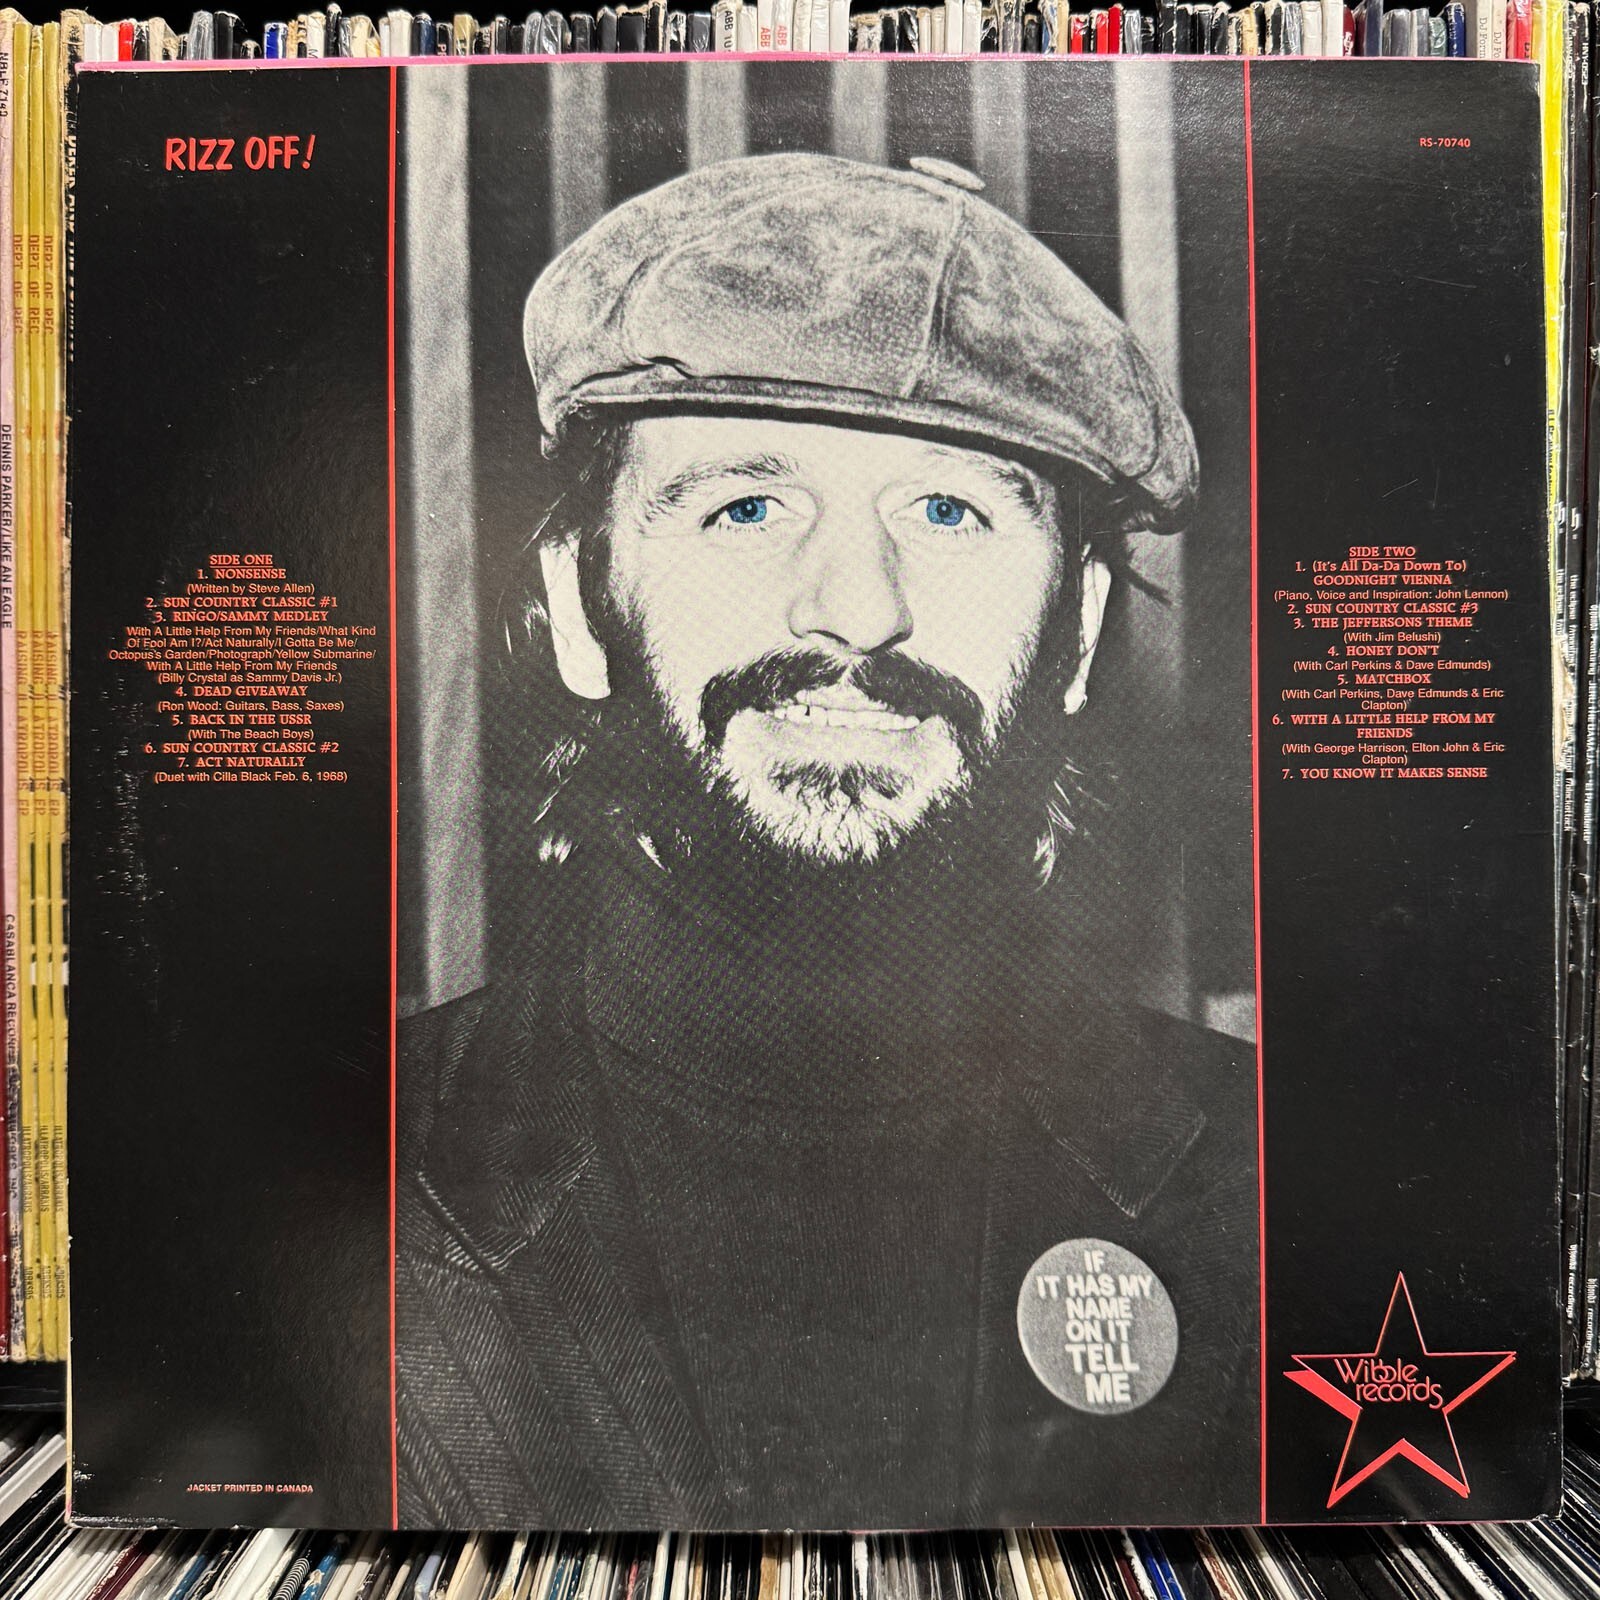 RIZZ OFF!
RS-70740
SIDE ONE
1. NONSENSE
(Written by Steve Allen)
2. SUN COUNTRY CLASSIC #1
3. RINGO/SAMMY MEDLEY
With A Little Help From My Friends/What Kind
Of Fool Am I?/Act Naturally/I Gotta Be Me/
Octopus's Garden/Photograph/Yellow Submarine/
With A Little Help From My Friends
(Billy Crystal as Sammy Davis Jr.)
4. DEAD GIVEAWAY
(Ron Wood: Guitars, Bass, Saxes)
5. BACK IN THE USSR
(With The Beach Boys)
6. SUN COUNTRY CLASSIC #2
7. ACT NATURALLY
(Duet with Cilla Black Feb. 6, 1968)
SIDE TWO
1. (It's All Da-Da Down To)
GOODNIGHT VIENNA
(Piano, Voice and Inspiration: John Lennon)
2. SUN COUNTRY CLASSIC #3
3. THE JEFFERSONS THEME
(With Jim Belushi)
4. HONEY DON'T
(With Carl Perkins & Dave Edmunds)
5. MATCHBOX
(With Carl Perkins, Dave Edmunds & Eric
Clapton)
6. WITH A LITTLE HELP FROM MY
FRIENDS
(With George Harrison, Elton John & Eric
Clapton)
7. YOU KNOW IT MAKES SENSE
IF
IT HAS MY
NAME
ON IT
TELL
ME
Wibble
records
JACKET PRINTED IN CANADA
DENNIS PARKER/LIKE AN EAGLE